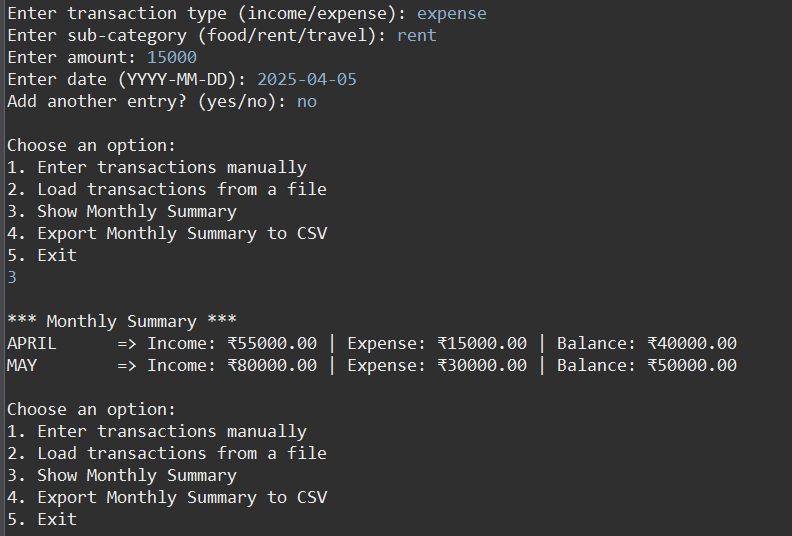 Enter transaction type (income/expense): expense
Enter sub-category (food/rent/travel): rent
Enter amount: 15000
Enter date (YYYY-MM-DD): 2025-04-05
Add another entry? (yes/no): no

Choose an option:
1. Enter transactions manually
2. Load transactions from a file
3. Show Monthly Summary
4. Export Monthly Summary to CSV
5. Exit
3

*** Monthly Summary ***
APRIL      => Income: ₹55000.00 | Expense: ₹15000.00 | Balance: ₹40000.00
MAY        => Income: ₹80000.00 | Expense: ₹30000.00 | Balance: ₹50000.00

Choose an option:
1. Enter transactions manually
2. Load transactions from a file
3. Show Monthly Summary
4. Export Monthly Summary to CSV
5. Exit